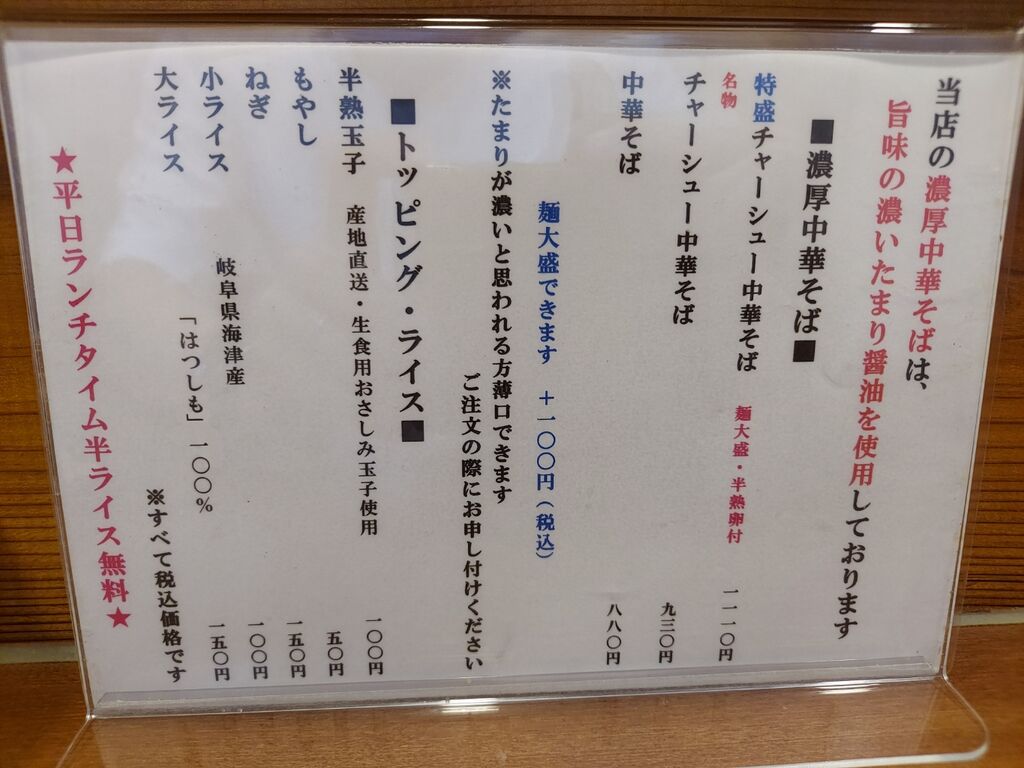 当店の濃厚中華そばは、
旨味の濃いたまり醤油を使用しております
■濃厚中華そば■
特盛チャーシュー中華そば 麺大盛・半熟卵付 一一一〇円
名物
チャーシュー中華そば 九三〇円
中華そば 八八〇円
麺大盛できます ＋一〇〇円（税込）
※たまりが濃いと思われる方薄口できます
ご注文の際にお申し付けください
■トッピング・ライス■
半熟玉子 産地直送・生食用おさしみ玉子使用 一〇〇円
もやし 五〇円
ねぎ 一五〇円
小ライス 岐阜県海津産 一〇〇円
大ライス 「はつしも」一〇〇％ 一五〇円
※すべて税込価格です
★平日ランチタイム半ライス無料★